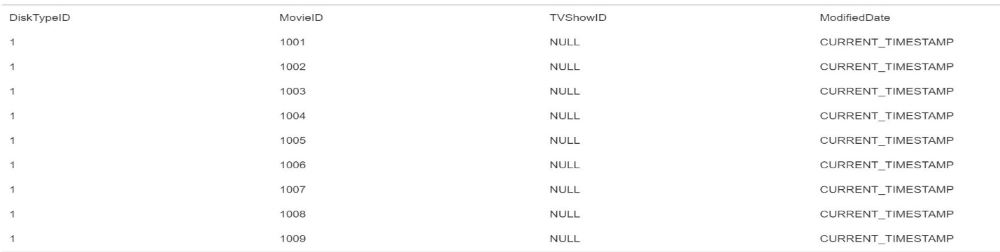 DiskTypeID MovieID TVShowID ModifiedDate
1 1001 NULL CURRENT_TIMESTAMP
1 1002 NULL CURRENT_TIMESTAMP
1 1003 NULL CURRENT_TIMESTAMP
1 1004 NULL CURRENT_TIMESTAMP
1 1005 NULL CURRENT_TIMESTAMP
1 1006 NULL CURRENT_TIMESTAMP
1 1007 NULL CURRENT_TIMESTAMP
1 1008 NULL CURRENT_TIMESTAMP
1 1009 NULL CURRENT_TIMESTAMP